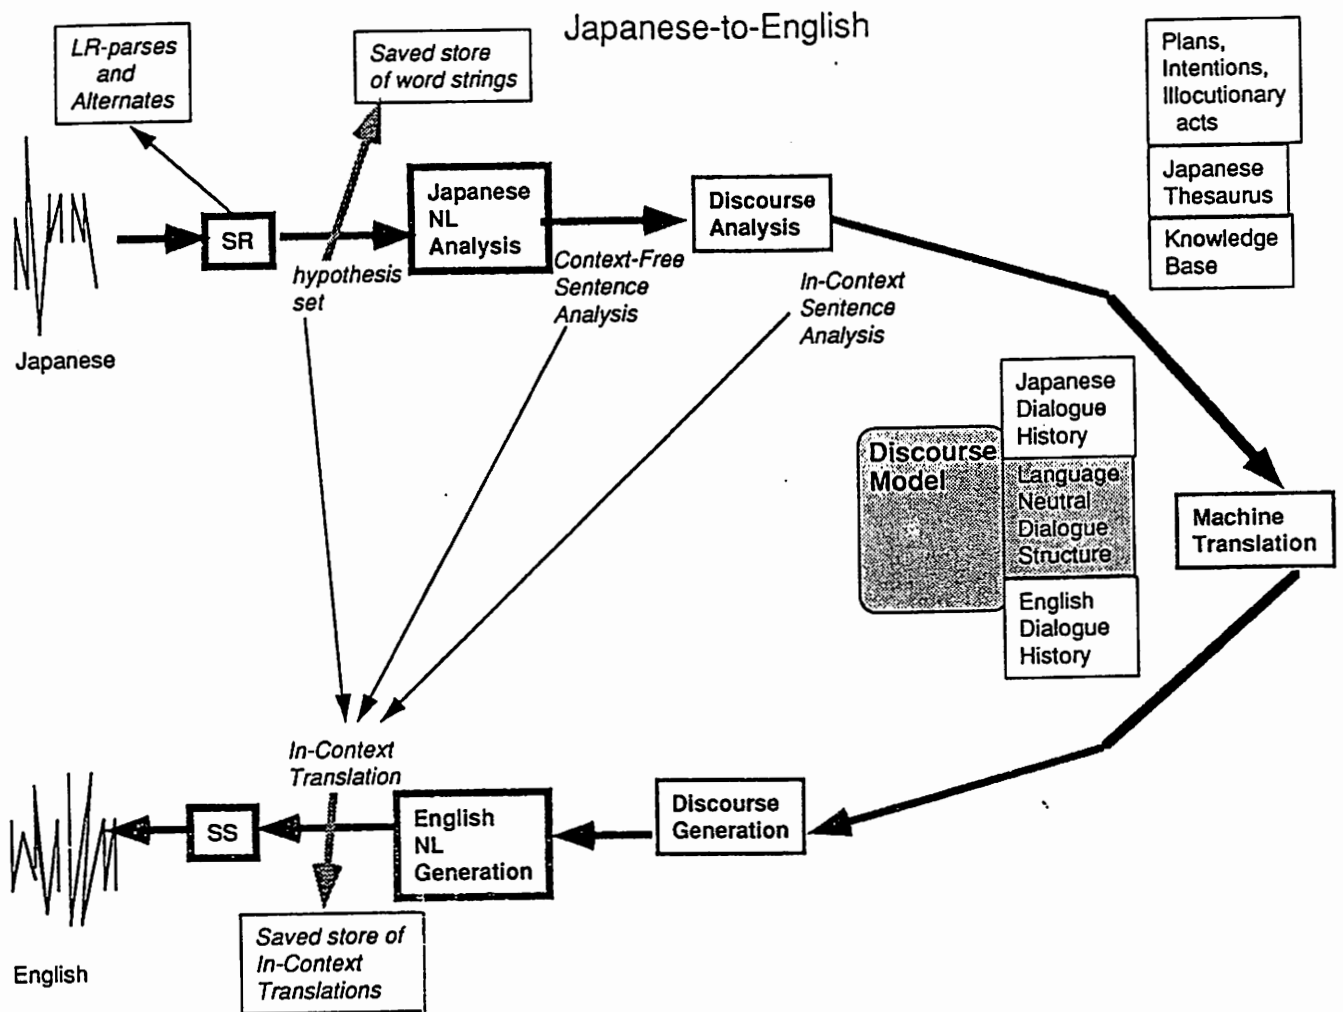 Japanese-to-English
LR-parses
and
Alternates
Saved store
of word strings
Plans,
Intentions,
Illocutionary
acts
Japanese
Thesaurus
Knowledge
Base
SR
Japanese
NL
Analysis
Discourse
Analysis
hypothesis
set
Context-Free
Sentence
Analysis
In-Context
Sentence
Analysis
Japanese
Japanese
Dialogue
History
Discourse
Model
Language
Neutral
Dialogue
Structure
English
Dialogue
History
Machine
Translation
In-Context
Translation
SS
English
NL
Generation
Discourse
Generation
Saved store of
In-Context
Translations
English